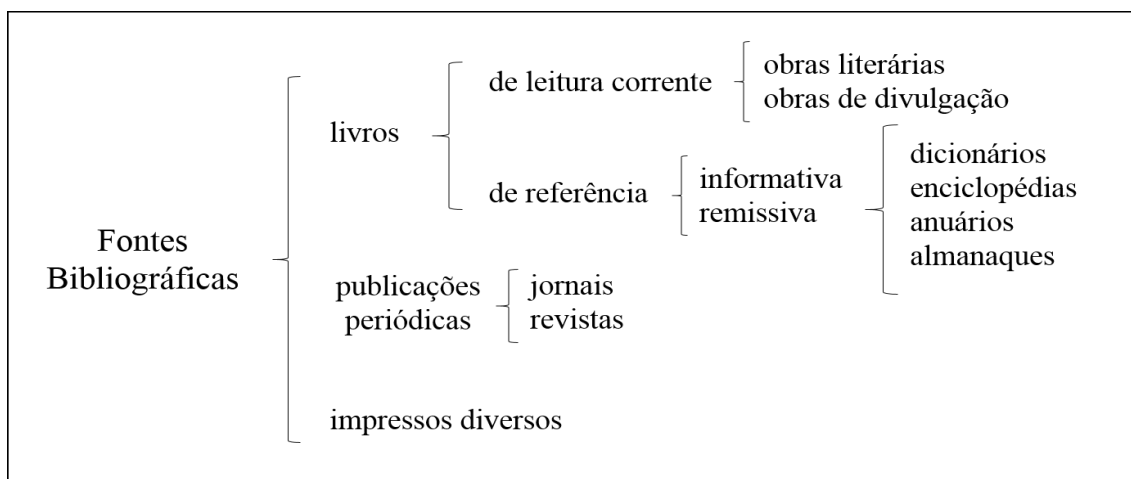 Fontes
Bibliográficas
livros
de leitura corrente
obras literárias
obras de divulgação
de referência
informativa
remissiva
dicionários
enciclopédias
anuários
almanaques
publicações
periódicas
jornais
revistas
impressos diversos